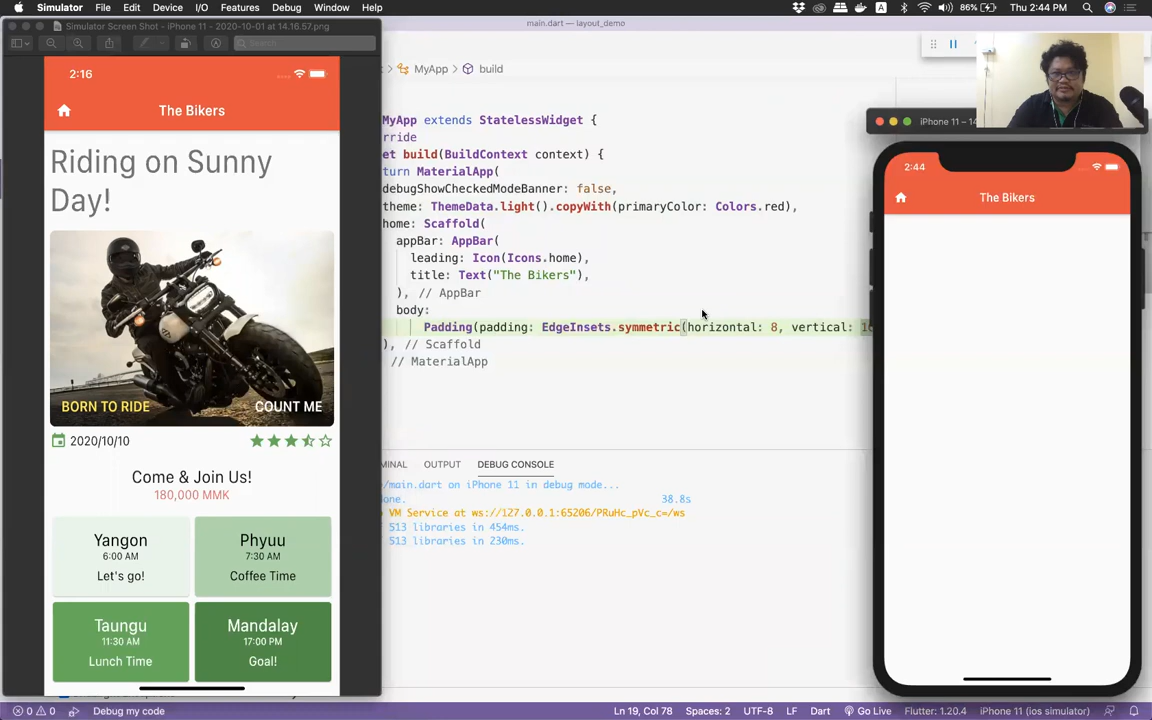 Simulator File Edit Device I/O Features Debug Window Help
86% Thu 2:44 PM
Simulator Screen Shot - iPhone 11 - 2020-10-01 at 14.16.57.png
Search
2:16
The Bikers
Riding on Sunny
Day!
BORN TO RIDE
COUNT ME
2020/10/10
Come & Join Us!
180,000 MMK
Yangon
6:00 AM
Let's go!
Phyuu
7:30 AM
Coffee Time
Taungu
11:30 AM
Lunch Time
Mandalay
17:00 PM
Goal!
main.dart — layout_demo
MyApp > build
MyApp extends StatelessWidget {
rride
et build(BuildContext context) {
turn MaterialApp(
debugShowCheckedModeBanner: false,
theme: ThemeData.light().copyWith(primaryColor: Colors.red),
home: Scaffold(
appBar: AppBar(
leading: Icon(Icons.home),
title: Text("The Bikers"),
), // AppBar
body:
Padding(padding: EdgeInsets.symmetric(horizontal: 8, vertical:
), // Scaffold
// MaterialApp
MINAL OUTPUT DEBUG CONSOLE
/main.dart on iPhone 11 in debug mode...
one. 38.8s
VM Service at ws://127.0.0.1:65206/PRuHc_pVc_c=/ws
513 libraries in 454ms.
513 libraries in 230ms.
iPhone 11 – 14
2:44
The Bikers
0 0 Debug my code
Ln 19, Col 78 Spaces: 2 UTF-8 LF Dart Go Live Flutter: 1.20.4 iPhone 11 (ios simulator)